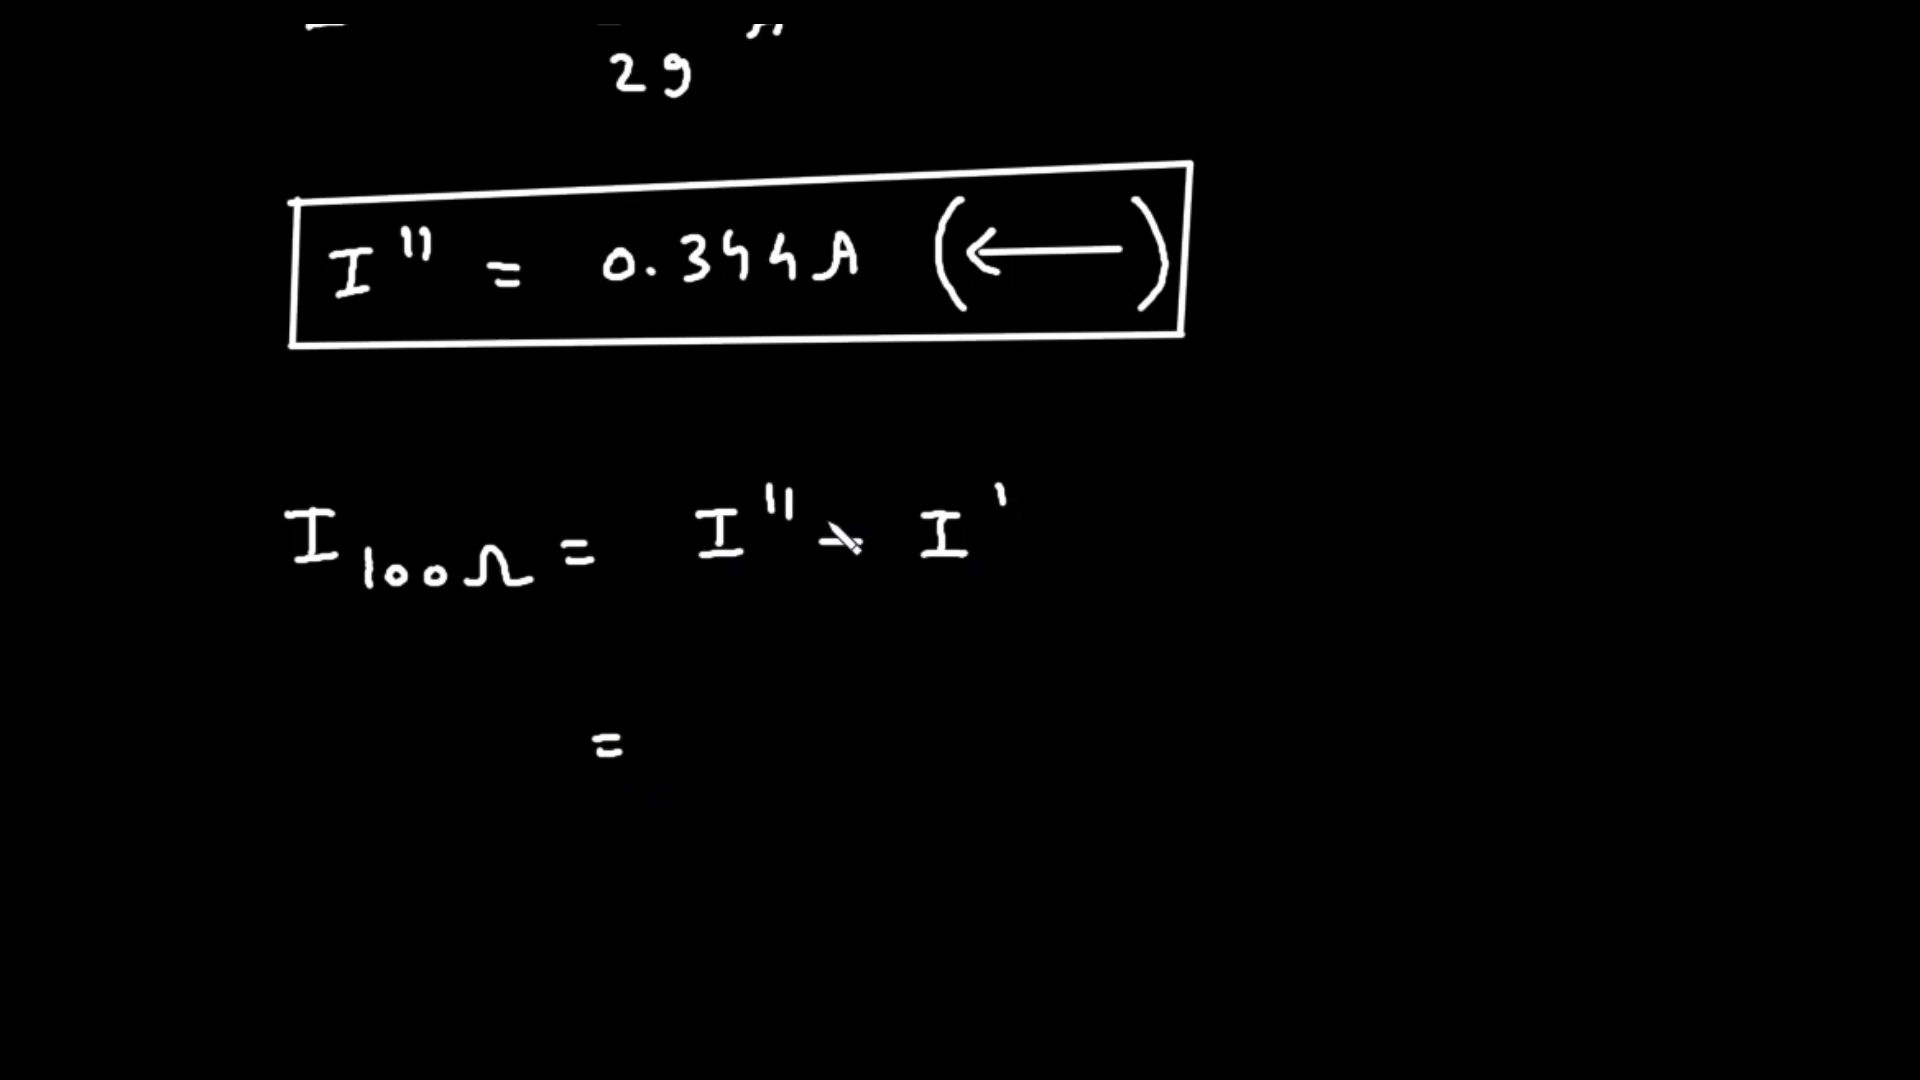 29
I" = 0.344A (←)
I100Ω = I" - I'
=